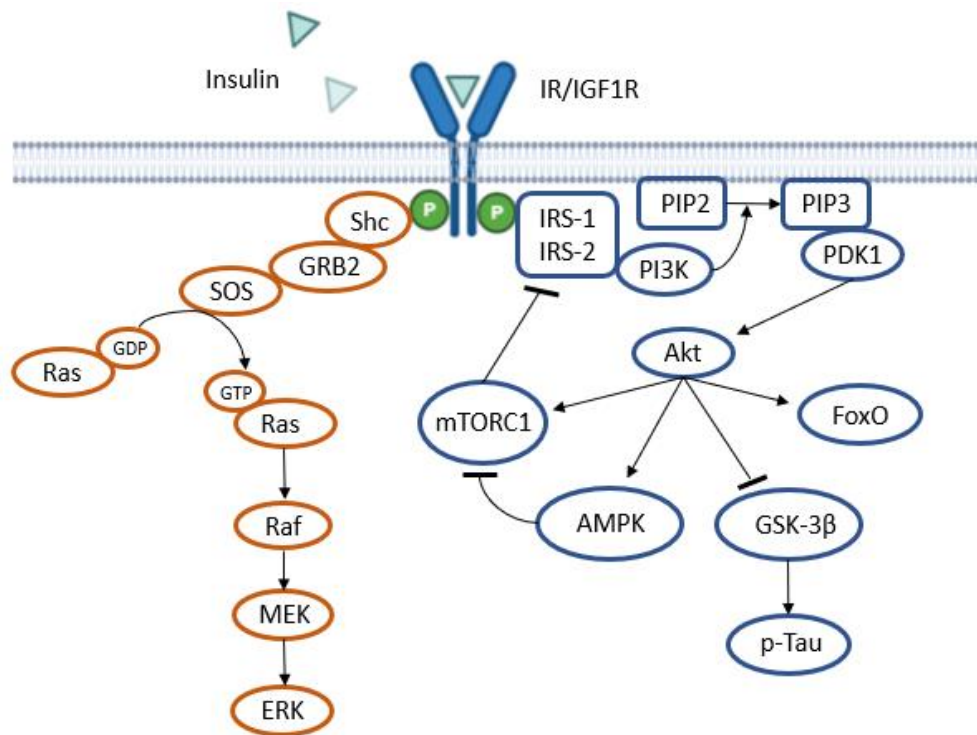 Insulin
IR/IGF1R
P
P
Shc
GRB2
SOS
GDP
Ras
GTP
Ras
Raf
MEK
ERK
IRS-1
IRS-2
PI3K
PIP2
PIP3
PDK1
Akt
mTORC1
FoxO
AMPK
GSK-3β
p-Tau